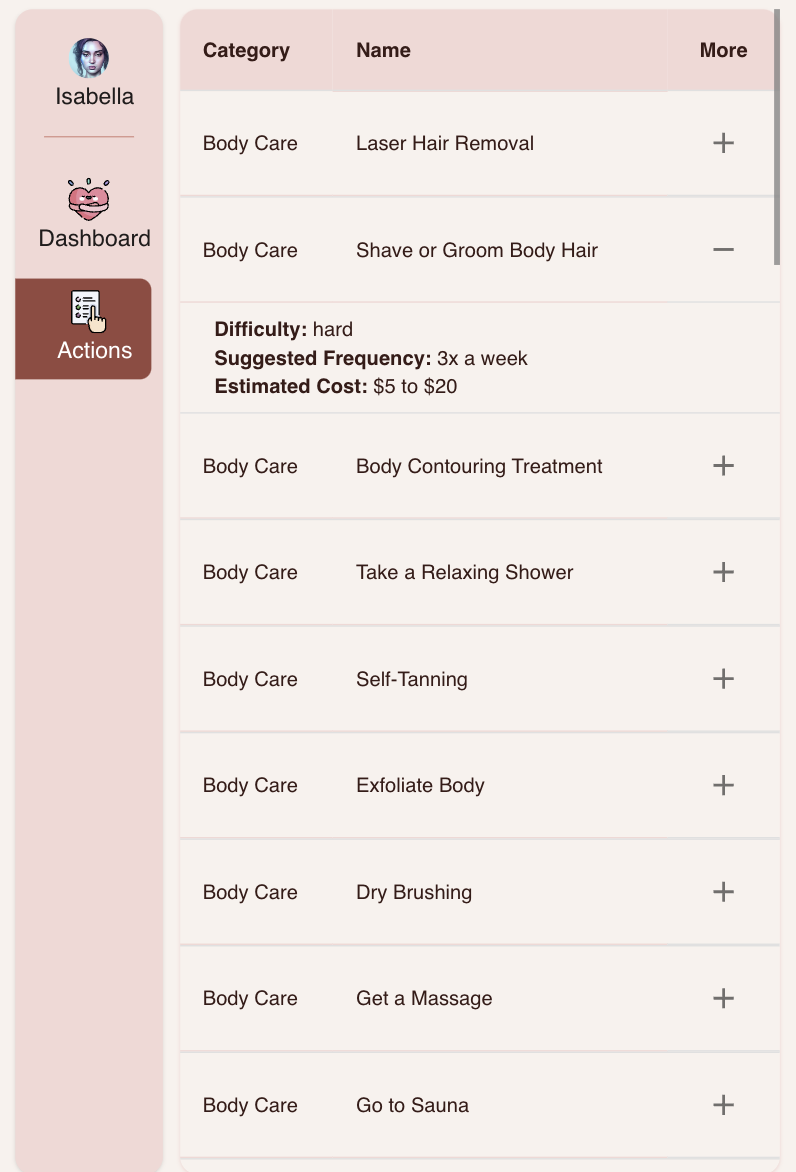 Isabella
Dashboard
Actions
Category Name More
Body Care Laser Hair Removal +
Body Care Shave or Groom Body Hair −
Difficulty: hard
Suggested Frequency: 3x a week
Estimated Cost: $5 to $20
Body Care Body Contouring Treatment +
Body Care Take a Relaxing Shower +
Body Care Self-Tanning +
Body Care Exfoliate Body +
Body Care Dry Brushing +
Body Care Get a Massage +
Body Care Go to Sauna +